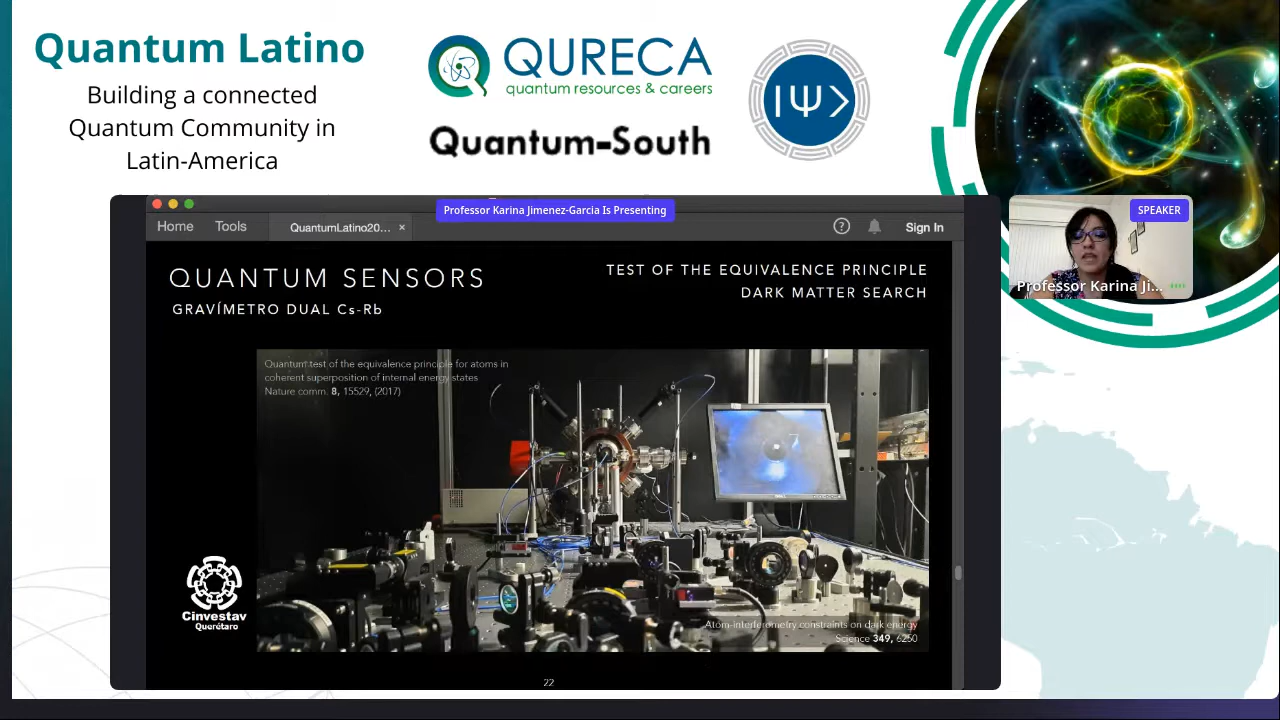 Quantum Latino
Building a connected
Quantum Community in
Latin-America
QURECA
quantum resources & careers
Quantum-South
|Ψ>
Professor Karina Jimenez-Garcia Is Presenting
Home Tools QuantumLatino20... × ? Sign In
SPEAKER
Professor Karina Ji...
QUANTUM SENSORS
GRAVÍMETRO DUAL Cs-Rb
TEST OF THE EQUIVALENCE PRINCIPLE
DARK MATTER SEARCH
Quantum test of the equivalence principle for atoms in
coherent superposition of internal energy states
Nature comm. 8, 15529, (2017)
Cinvestav
Querétaro
Atom-interferometry constraints on dark energy
Science 349, 6250
22